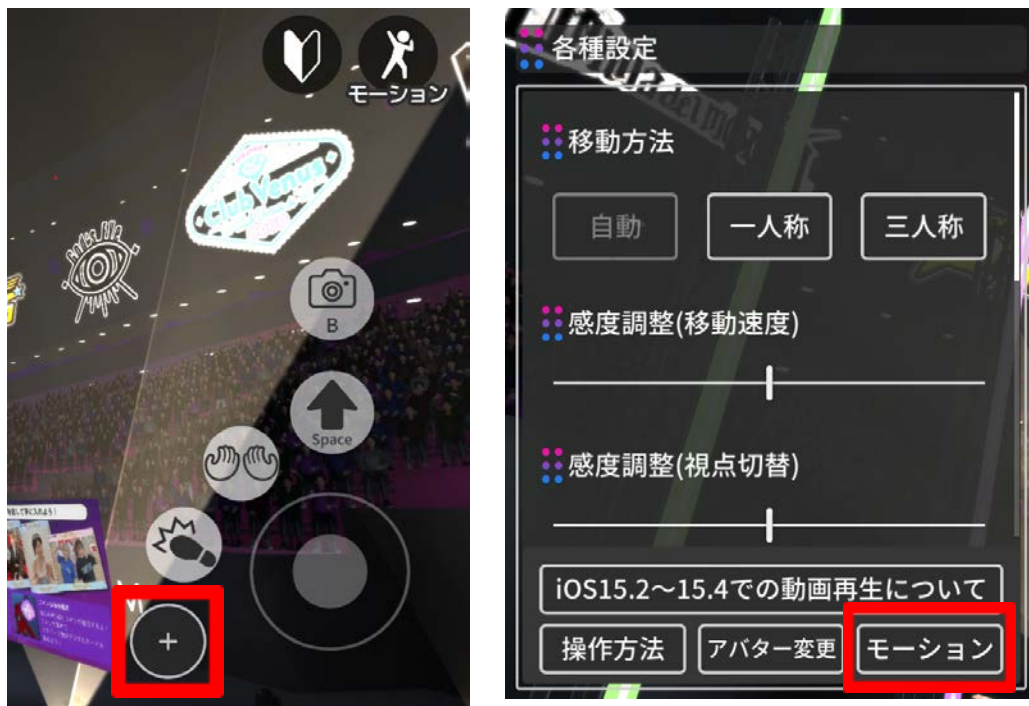 モーション
Club Venus
B
Space
VI
+
各種設定
移動方法
自動
一人称
三人称
感度調整(移動速度)
感度調整(視点切替)
iOS15.2～15.4での動画再生について
操作方法
アバター変更
モーション